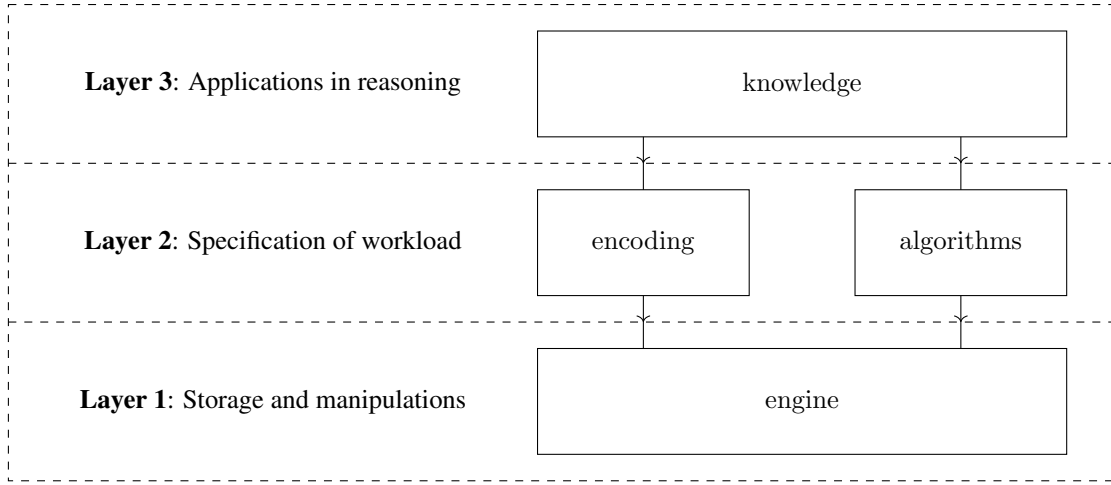 Layer 3: Applications in reasoning
knowledge
Layer 2: Specification of workload
encoding
algorithms
Layer 1: Storage and manipulations
engine